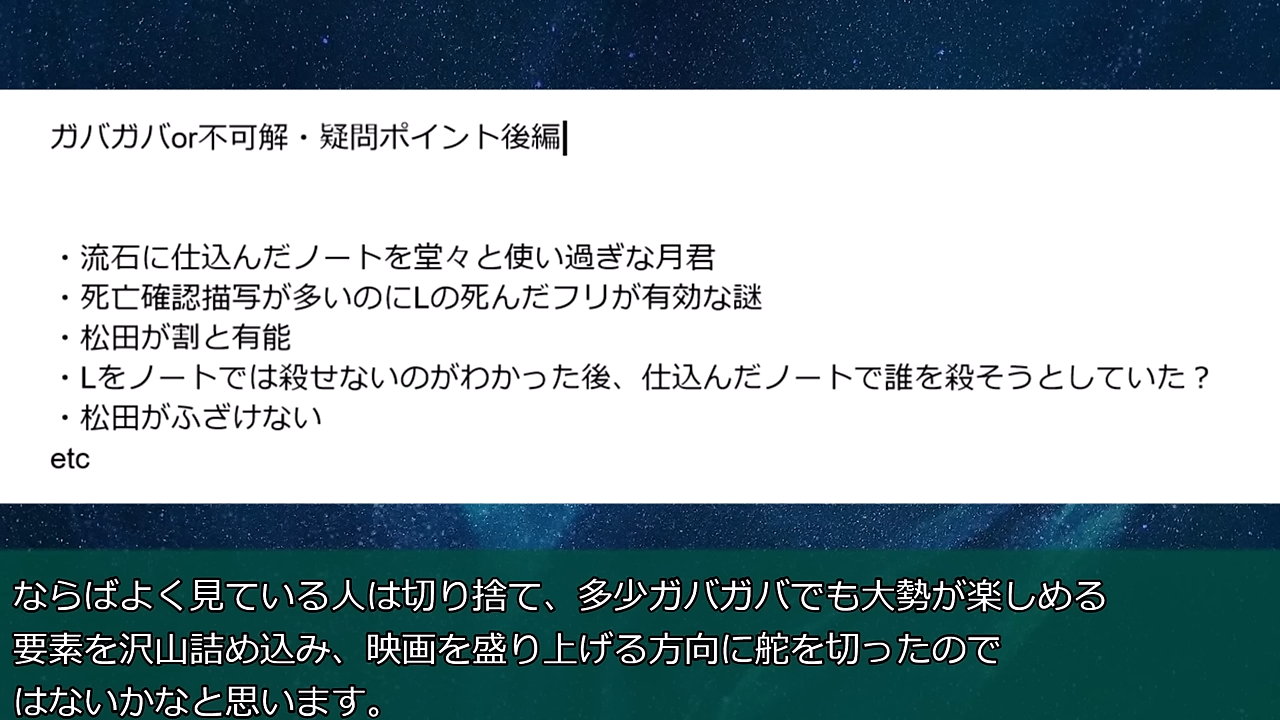 ガバガバor不可解・疑問ポイント後編
・流石に仕込んだノートを堂々と使い過ぎな月君
・死亡確認描写が多いのにLの死んだフリが有効な謎
・松田が割と有能
・Lをノートでは殺せないのがわかった後、仕込んだノートで誰を殺そうとしていた？
・松田がふざけない
etc
ならばよく見ている人は切り捨て、多少ガバガバでも大勢が楽しめる
要素を沢山詰め込み、映画を盛り上げる方向に舵を切ったので
はないかなと思います。